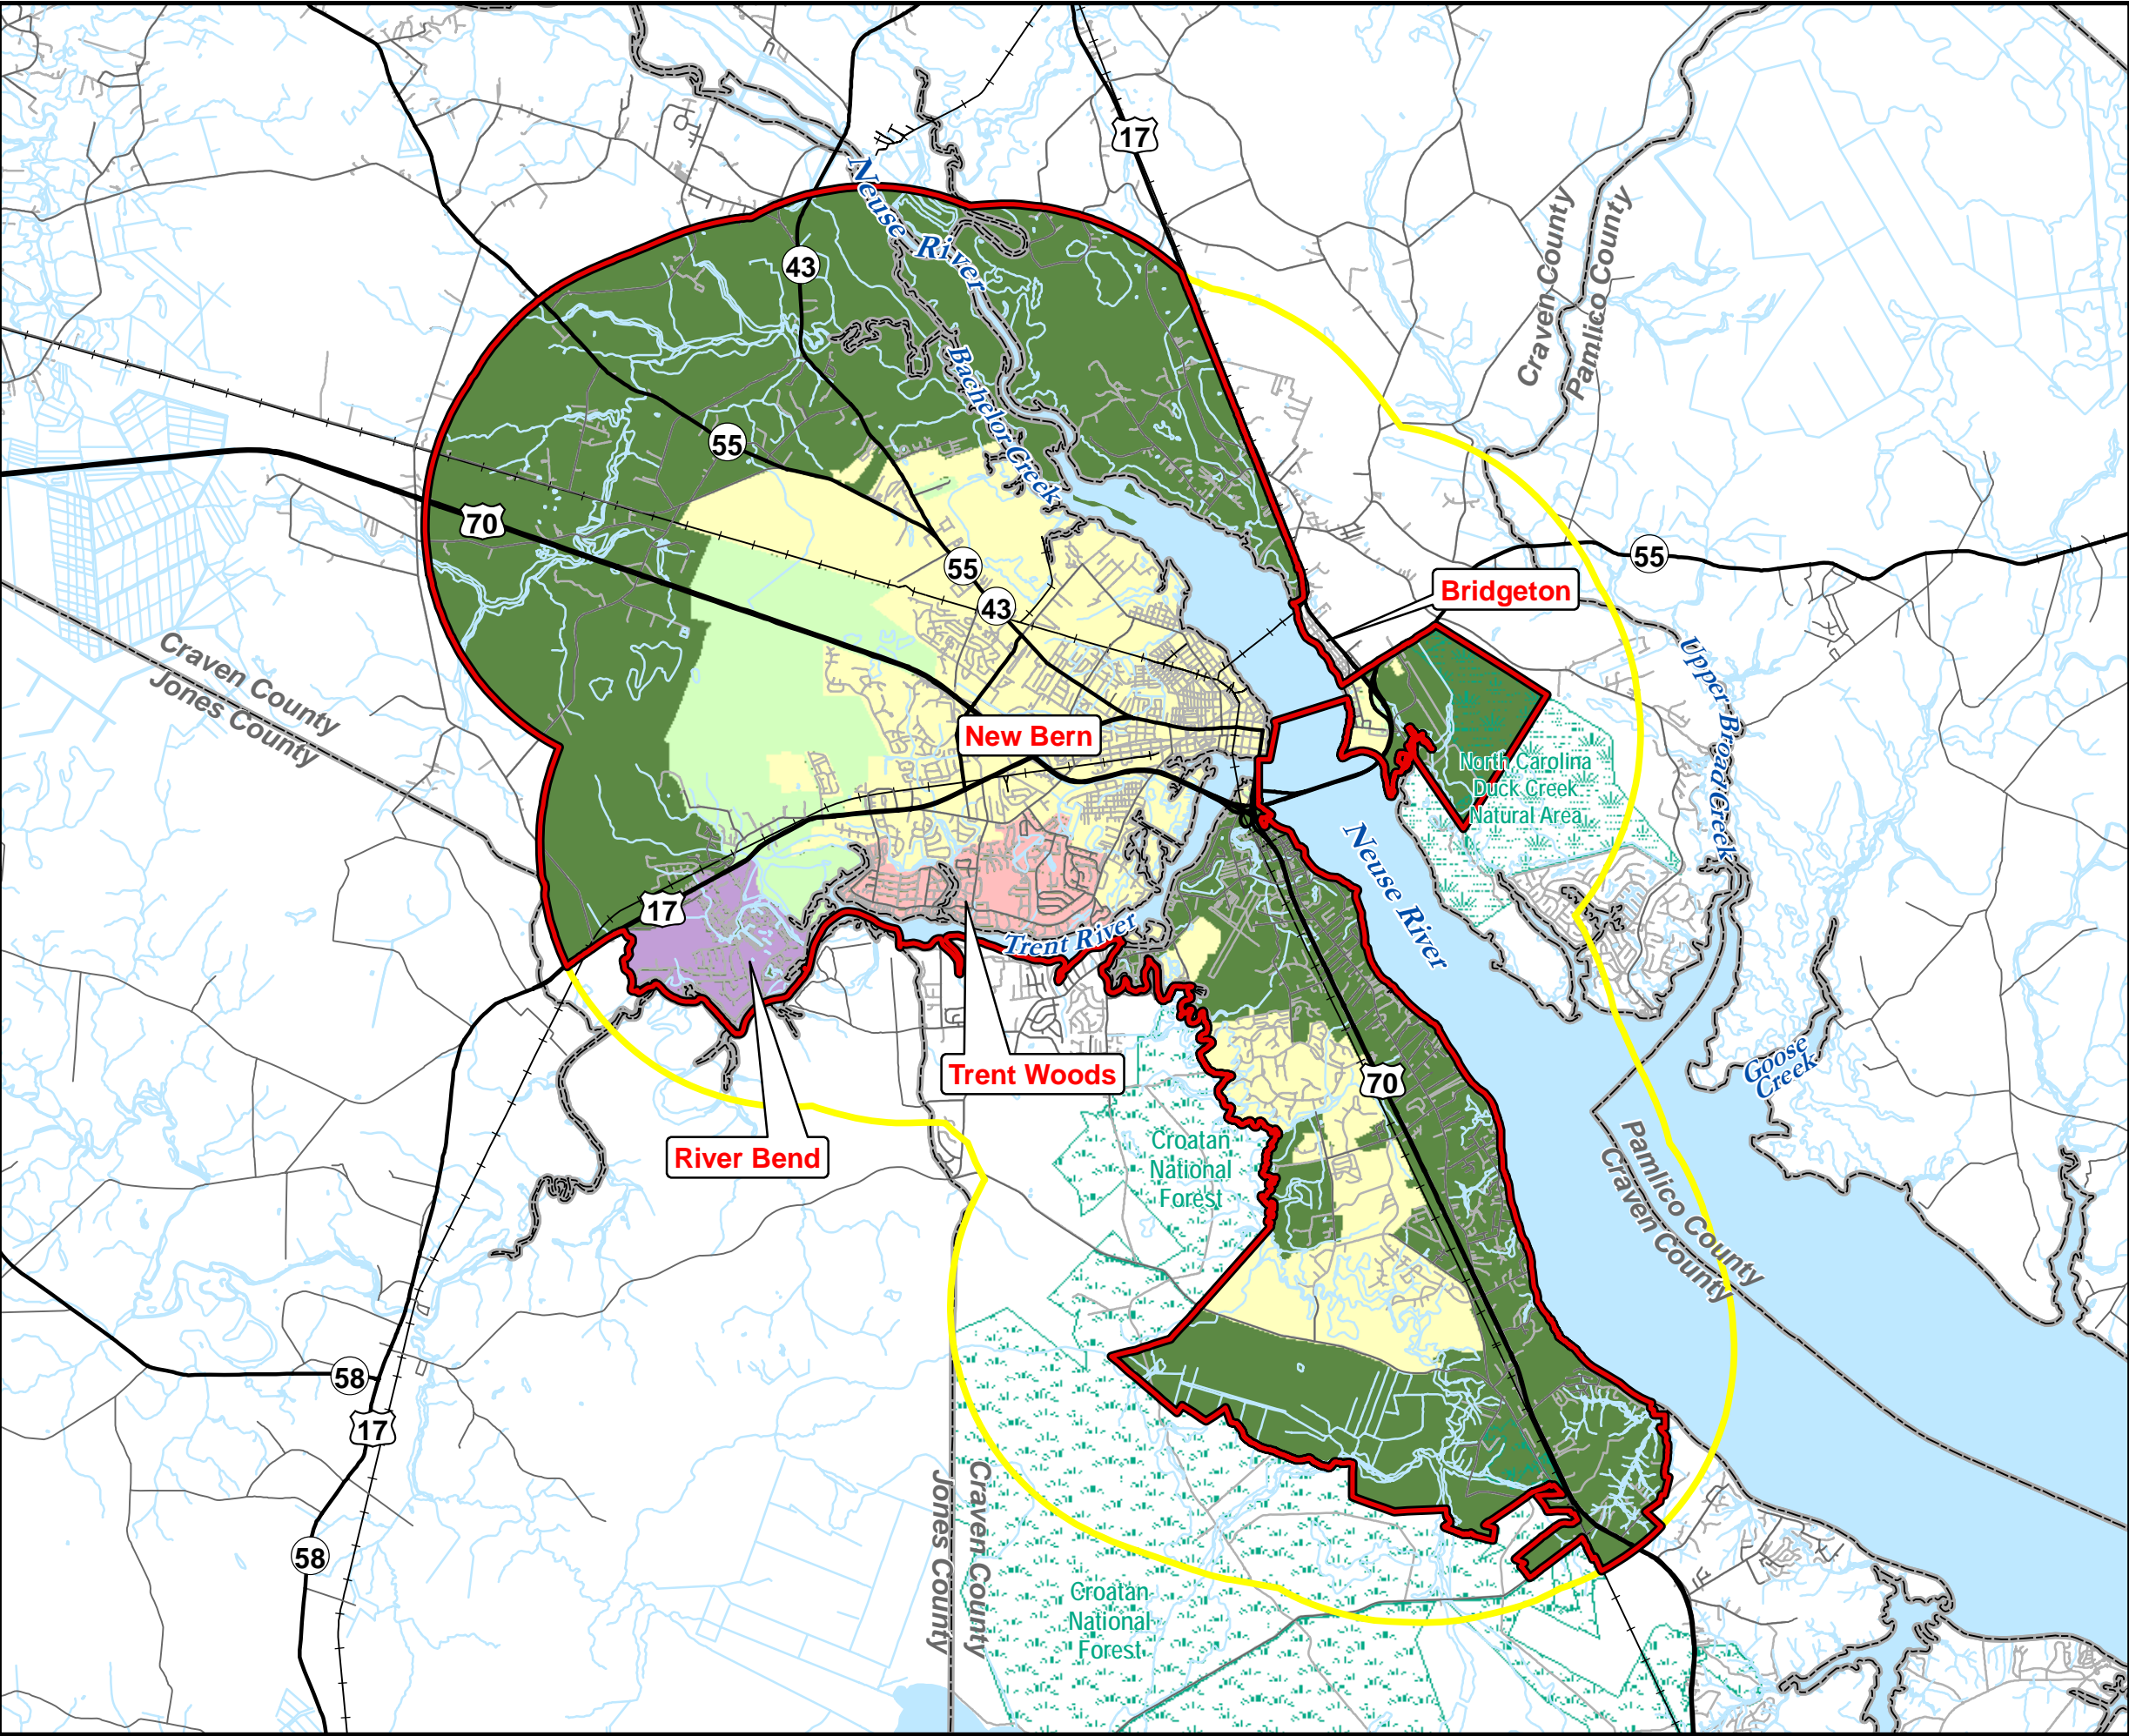 17
Neuse River
43
Craven County
Pamlico County
Bachelor Creek
55
70
55
55
43
Bridgeton
Craven County
Jones County
Upper Broad Creek
New Bern
North Carolina
Duck Creek
Natural Area
Neuse River
17
Trent River
Goose
Creek
Trent Woods
70
River Bend
Croatan
National
Forest
Pamlico County
Craven County
58
17
Craven County
Jones County
58
Croatan
National
Forest